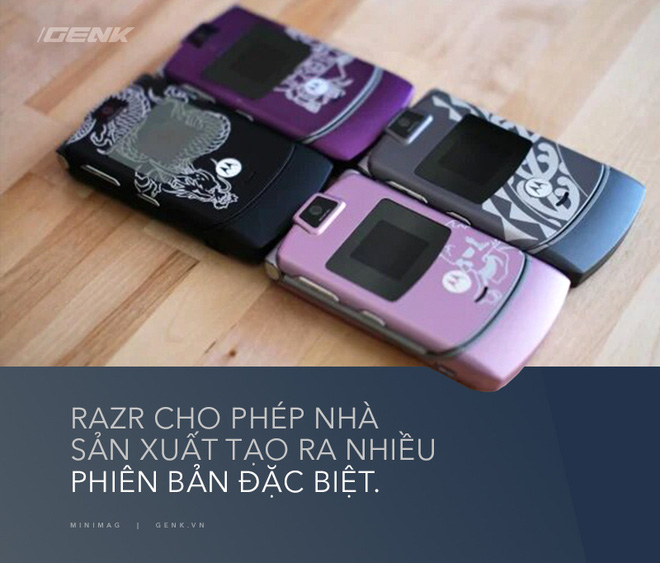 /GENK
RAZR CHO PHÉP NHÀ
SẢN XUẤT TẠO RA NHIỀU
PHIÊN BẢN ĐẶC BIỆT.
MINIMAG | GENK.VN